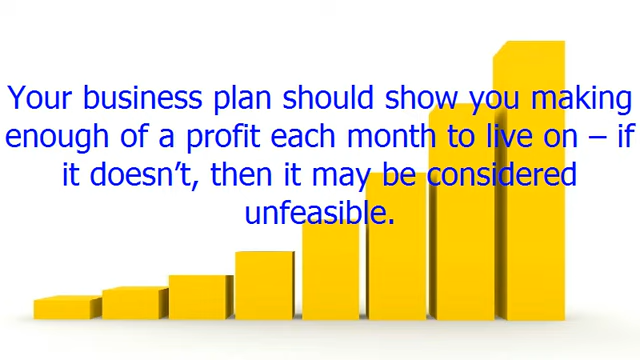 Your business plan should show you making
enough of a profit each month to live on – if
it doesn’t, then it may be considered
unfeasible.